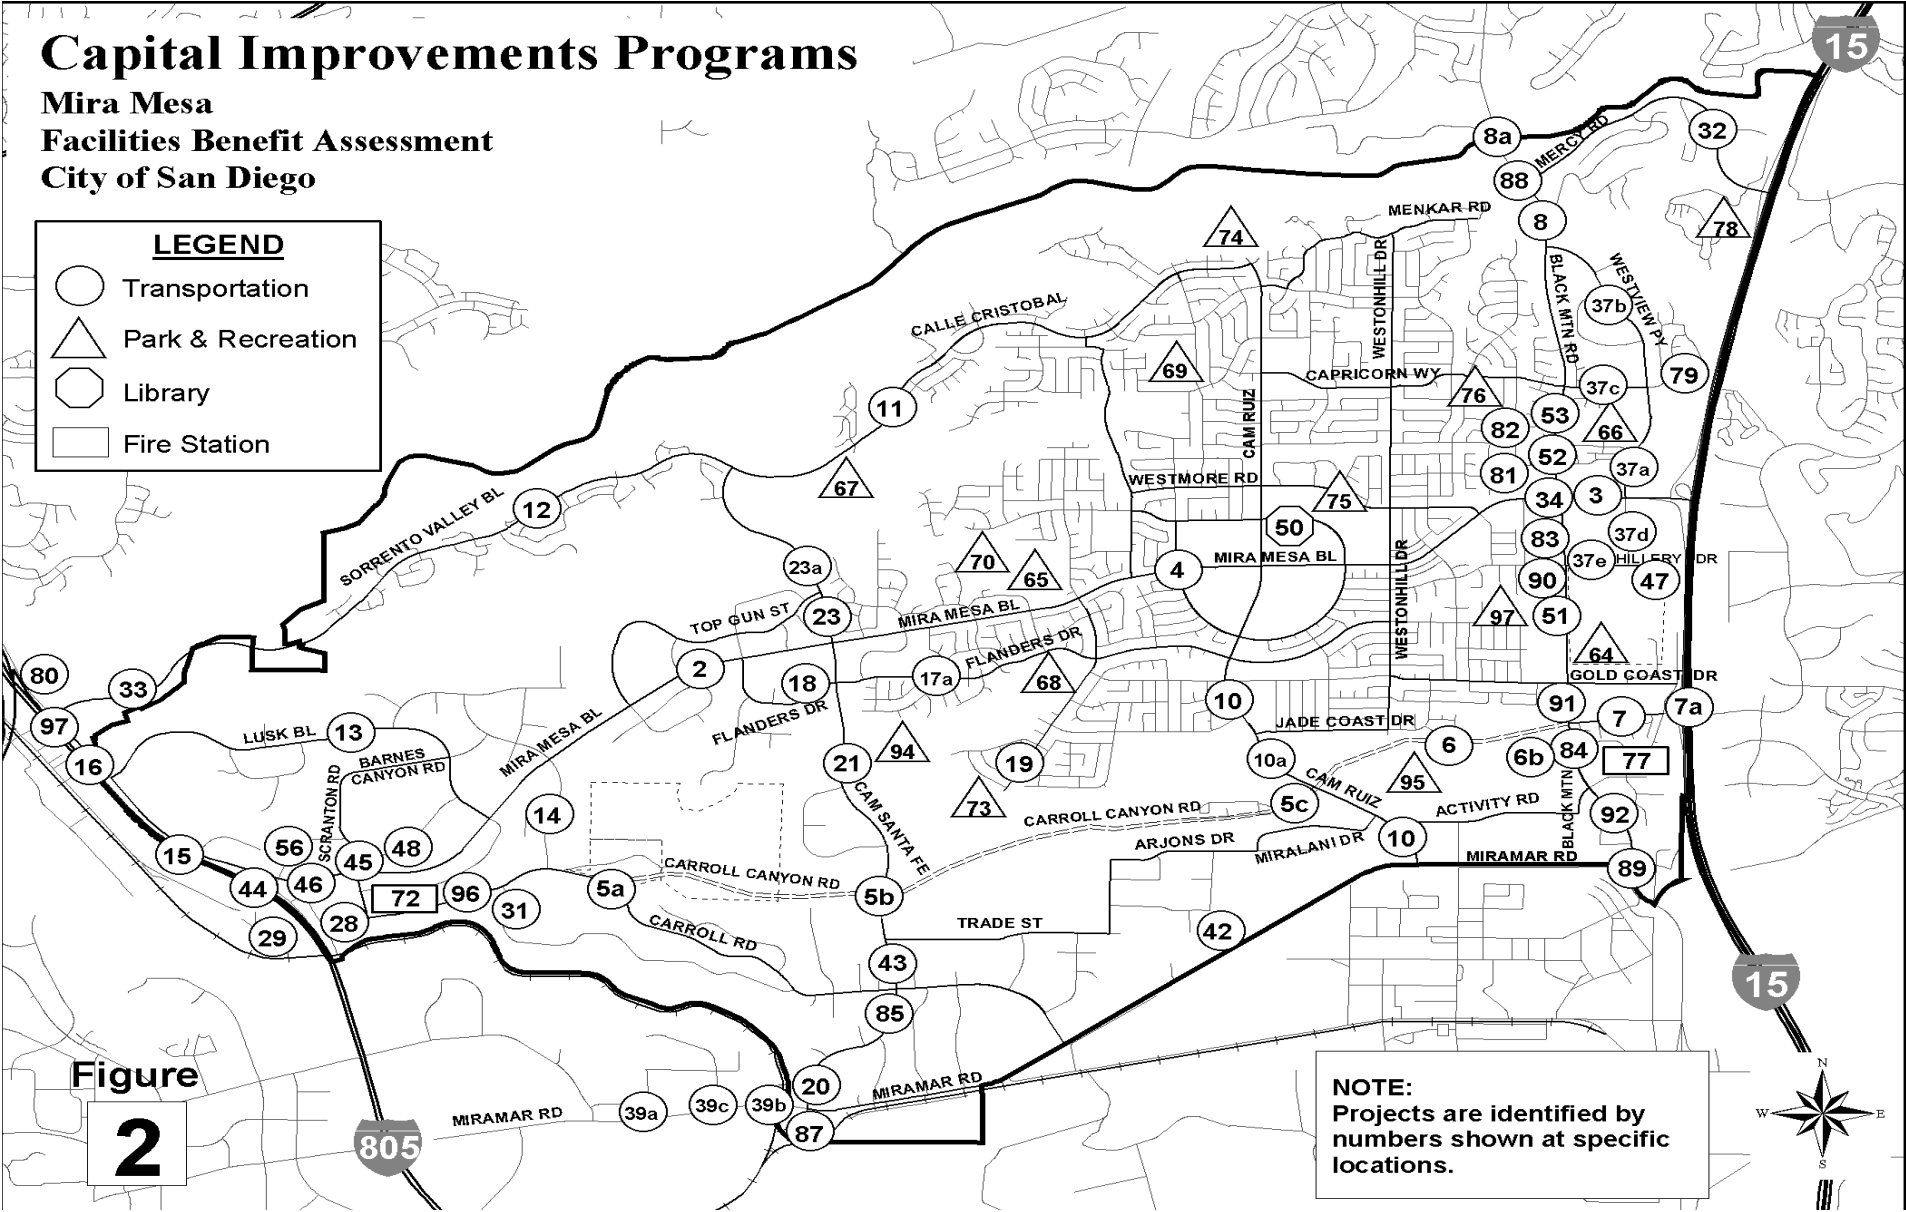 Capital Improvements Programs
Mira Mesa
Facilities Benefit Assessment
City of San Diego
LEGEND
Transportation
Park & Recreation
Library
Fire Station
15
8a
MERCY RD
32
88
MENKAR RD
8
74
78
BLACK MTN RD
WESTVIEW PY
WESTONHILL DR
37b
CALLE CRISTOBAL
69
CAPRICORN WY
79
37c
76
11
CAM RUIZ
53
66
82
52
37a
81
67
WESTMORE RD
75
34
3
12
SORRENTO VALLEY BL
50
37d
83
70
MIRA MESA BL
37e
HILLERY DR
23a
65
4
90
47
WESTONHILL DR
TOP GUN ST
23
MIRA MESA BL
97
51
FLANDERS DR
64
2
80
33
18
17a
68
GOLD COAST DR
10
91
7
7a
97
FLANDERS DR
JADE COAST DR
LUSK BL
13
MIRA MESA BL
94
6
6b
84
77
16
BARNES
CANYON RD
21
19
10a
95
SCRANTON RD
CAM SANTA FE
73
CAM RUIZ
5c
ACTIVITY RD
BLACK MTN
14
CARROLL CANYON RD
92
10
56
48
ARJONS DR
MIRALANI DR
15
45
MIRAMAR RD
89
46
CARROLL CANYON RD
44
72
96
5a
5b
31
28
CARROLL RD
TRADE ST
42
29
43
15
85
Figure
2
20
MIRAMAR RD
39c
39b
39a
MIRAMAR RD
87
805
NOTE:
Projects are identified by
numbers shown at specific
locations.
N
W
E
S